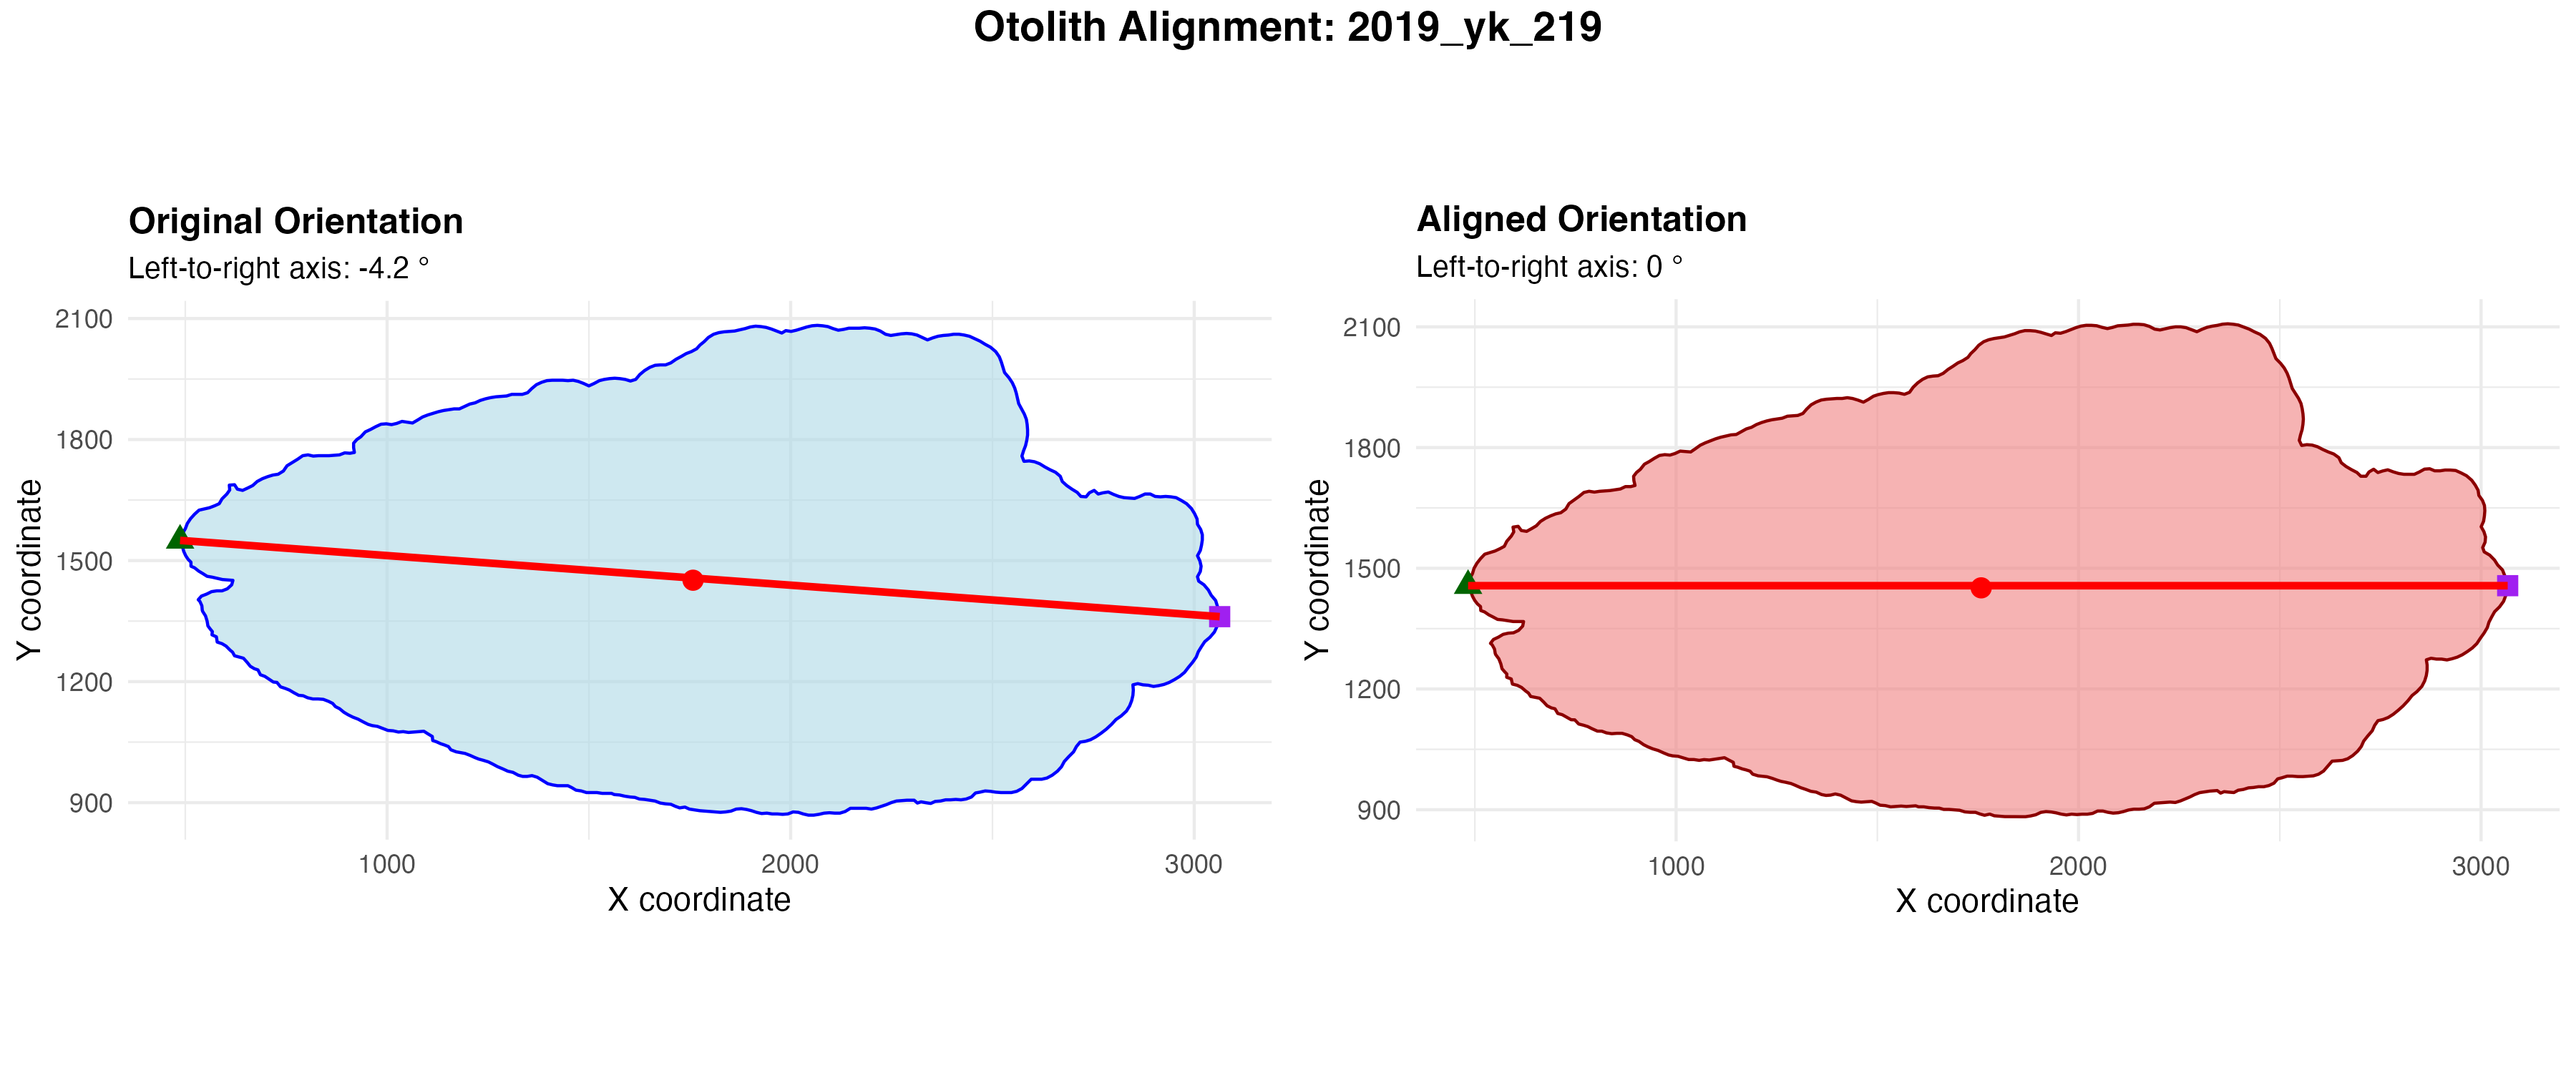 Otolith Alignment: 2019_yk_219
Original Orientation
Left-to-right axis: -4.2 °
2100
1800
1500
1200
900
Y coordinate
1000
2000
3000
X coordinate
Aligned Orientation
Left-to-right axis: 0 °
2100
1800
1500
1200
900
Y coordinate
1000
2000
3000
X coordinate